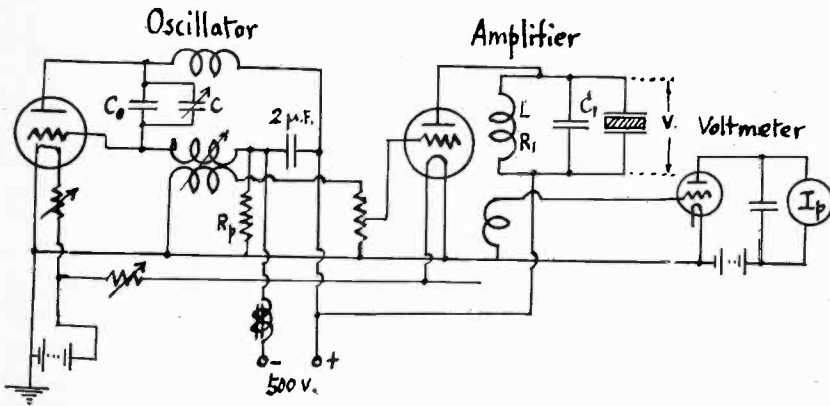 Oscillator
Amplifier
C₀
C
2 μ.F.
L
R₁
C₁
V.
Voltmeter
Rp
Ip
- +
500 v.